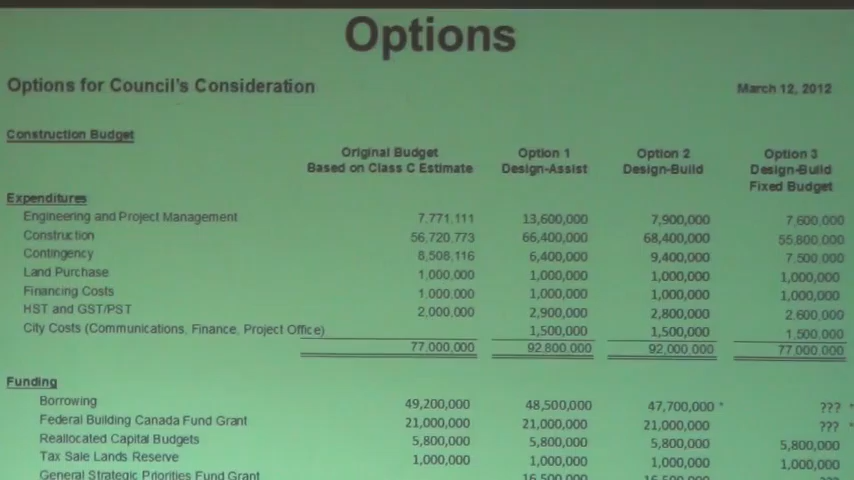 Options
Options for Council's Consideration March 12, 2012
Construction Budget
Original Budget Option 1 Option 2 Option 3
Based on Class C Estimate Design-Assist Design-Build Design-Build
Fixed Budget
Expenditures
Engineering and Project Management 7,771,111 13,600,000 7,900,000 7,600,000
Construction 56,720,773 66,400,000 68,400,000 55,800,000
Contingency 8,508,116 6,400,000 9,400,000 7,500,000
Land Purchase 1,000,000 1,000,000 1,000,000 1,000,000
Financing Costs 1,000,000 1,000,000 1,000,000 1,000,000
HST and GST/PST 2,000,000 2,900,000 2,800,000 2,600,000
City Costs (Communications, Finance, Project Office) 1,500,000 1,500,000 1,500,000
77,000,000 92,800,000 92,000,000 77,000,000
Funding
Borrowing 49,200,000 48,500,000 47,700,000 * ??? *
Federal Building Canada Fund Grant 21,000,000 21,000,000 21,000,000 ??? *
Reallocated Capital Budgets 5,800,000 5,800,000 5,800,000 5,800,000
Tax Sale Lands Reserve 1,000,000 1,000,000 1,000,000 1,000,000
General Strategic Priorities Fund Grant 16,500,000 16,500,000 ???